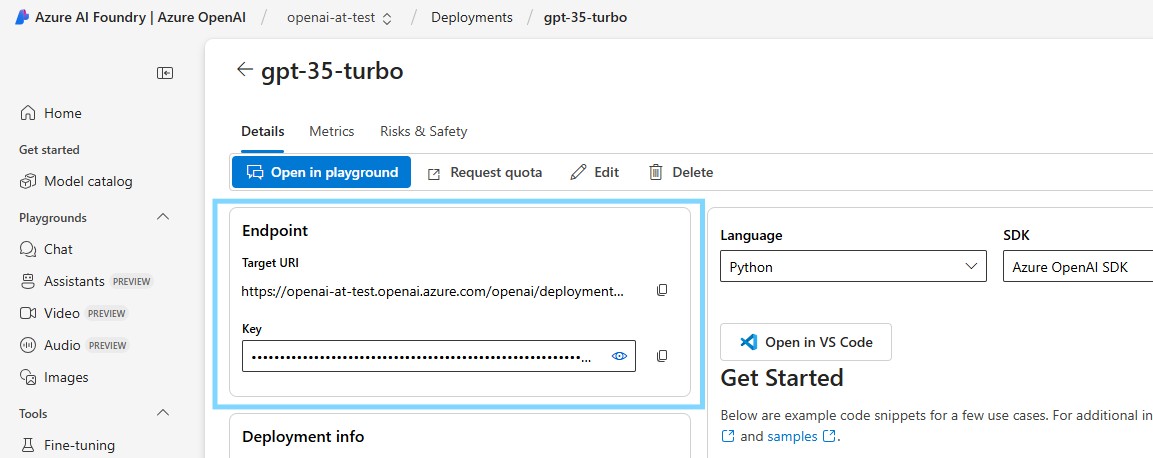 Azure AI Foundry | Azure OpenAI / openai-at-test / Deployments / gpt-35-turbo
gpt-35-turbo
Home
Get started
Model catalog
Playgrounds
Chat
Assistants PREVIEW
Video PREVIEW
Audio PREVIEW
Images
Tools
Fine-tuning
Details Metrics Risks & Safety
Open in playground Request quota Edit Delete
Endpoint
Target URI
https://openai-at-test.openai.azure.com/openai/deployment...
Key
••••••••••••••••••••••••••••••••••••••••••••••••••••••••••...
Deployment info
Language
Python
SDK
Azure OpenAI SDK
Open in VS Code
Get Started
Below are example code snippets for a few use cases. For additional in
and samples .